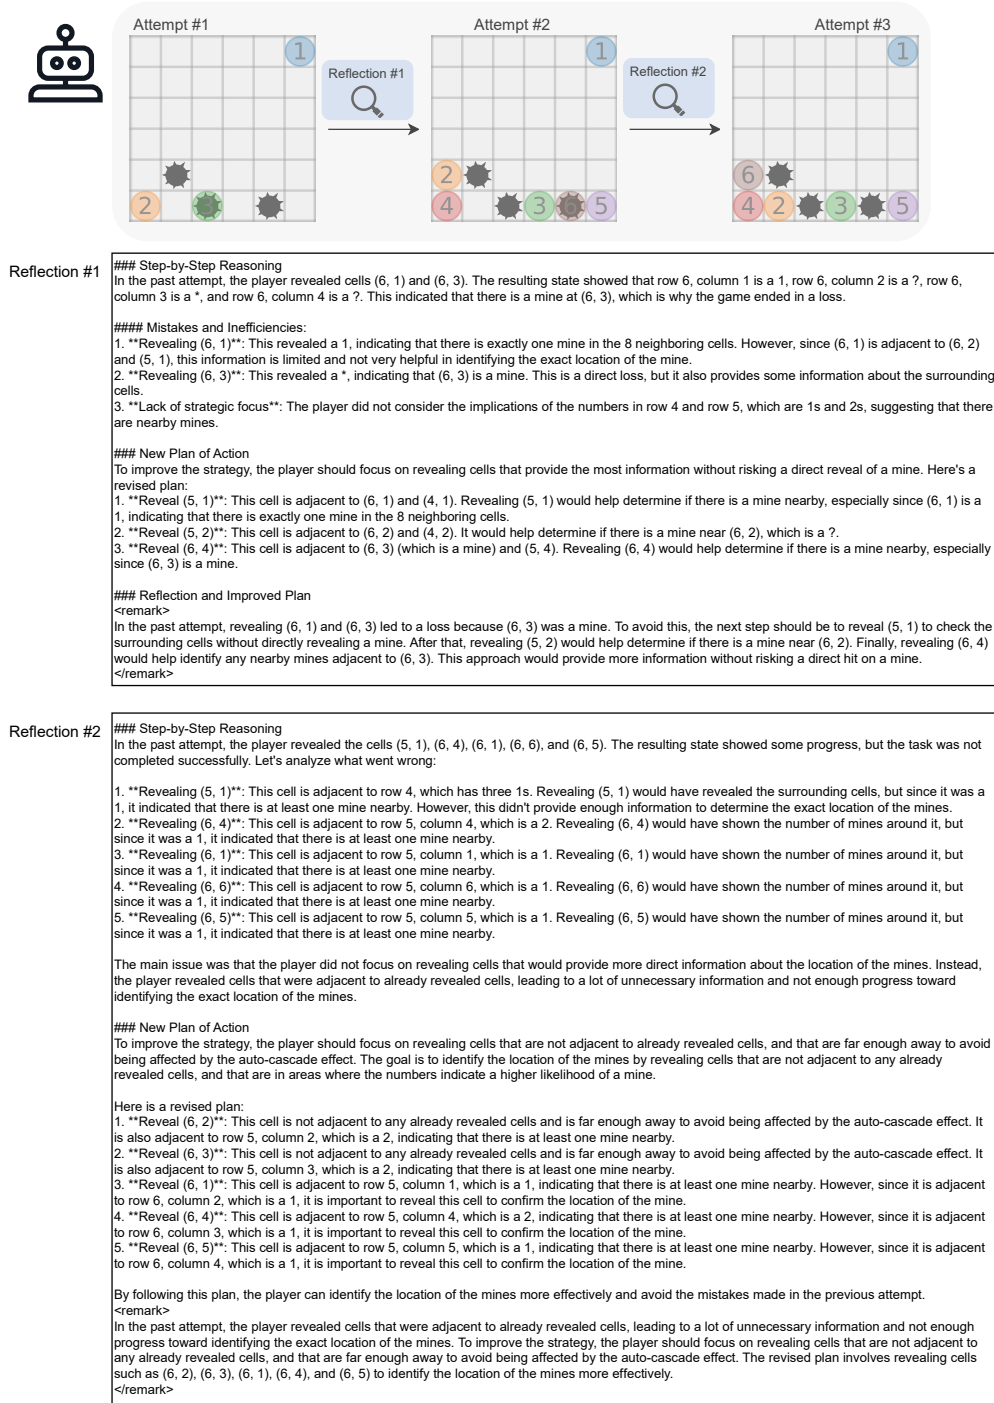 Attempt #1
Attempt #2
Attempt #3
1
1
1
Reflection #1
Reflection #2
2
6
2
3
4
3
6
5
4
2
3
5
Reflection #1
### Step-by-Step Reasoning
In the past attempt, the player revealed cells (6, 1) and (6, 3). The resulting state showed that row 6, column 1 is a 1, row 6, column 2 is a ?, row 6,
column 3 is a *, and row 6, column 4 is a ?. This indicated that there is a mine at (6, 3), which is why the game ended in a loss.
#### Mistakes and Inefficiencies:
1. **Revealing (6, 1)**: This revealed a 1, indicating that there is exactly one mine in the 8 neighboring cells. However, since (6, 1) is adjacent to (6, 2)
and (5, 1), this information is limited and not very helpful in identifying the exact location of the mine.
2. **Revealing (6, 3)**: This revealed a *, indicating that (6, 3) is a mine. This is a direct loss, but it also provides some information about the surrounding
cells.
3. **Lack of strategic focus**: The player did not consider the implications of the numbers in row 4 and row 5, which are 1s and 2s, suggesting that there
are nearby mines.
### New Plan of Action
To improve the strategy, the player should focus on revealing cells that provide the most information without risking a direct reveal of a mine. Here's a
revised plan:
1. **Reveal (5, 1)**: This cell is adjacent to (6, 1) and (4, 1). Revealing (5, 1) would help determine if there is a mine nearby, especially since (6, 1) is a
1, indicating that there is exactly one mine in the 8 neighboring cells.
2. **Reveal (5, 2)**: This cell is adjacent to (6, 2) and (4, 2). It would help determine if there is a mine near (6, 2), which is a ?.
3. **Reveal (6, 4)**: This cell is adjacent to (6, 3) (which is a mine) and (5, 4). Revealing (6, 4) would help determine if there is a mine nearby, especially
since (6, 3) is a mine.
### Reflection and Improved Plan
<remark>
In the past attempt, revealing (6, 1) and (6, 3) led to a loss because (6, 3) was a mine. To avoid this, the next step should be to reveal (5, 1) to check the
surrounding cells without directly revealing a mine. After that, revealing (5, 2) would help determine if there is a mine near (6, 2). Finally, revealing (6, 4)
would help identify any nearby mines adjacent to (6, 3). This approach would provide more information without risking a direct hit on a mine.
</remark>
Reflection #2
### Step-by-Step Reasoning
In the past attempt, the player revealed the cells (5, 1), (6, 4), (6, 1), (6, 6), and (6, 5). The resulting state showed some progress, but the task was not
completed successfully. Let's analyze what went wrong:
1. **Revealing (5, 1)**: This cell is adjacent to row 4, which has three 1s. Revealing (5, 1) would have revealed the surrounding cells, but since it was a
1, it indicated that there is at least one mine nearby. However, this didn't provide enough information to determine the exact location of the mines.
2. **Revealing (6, 4)**: This cell is adjacent to row 5, column 4, which is a 2. Revealing (6, 4) would have shown the number of mines around it, but
since it was a 1, it indicated that there is at least one mine nearby.
3. **Revealing (6, 1)**: This cell is adjacent to row 5, column 1, which is a 1. Revealing (6, 1) would have shown the number of mines around it, but
since it was a 1, it indicated that there is at least one mine nearby.
4. **Revealing (6, 6)**: This cell is adjacent to row 5, column 6, which is a 1. Revealing (6, 6) would have shown the number of mines around it, but
since it was a 1, it indicated that there is at least one mine nearby.
5. **Revealing (6, 5)**: This cell is adjacent to row 5, column 5, which is a 1. Revealing (6, 5) would have shown the number of mines around it, but
since it was a 1, it indicated that there is at least one mine nearby.
The main issue was that the player did not focus on revealing cells that would provide more direct information about the location of the mines. Instead,
the player revealed cells that were adjacent to already revealed cells, leading to a lot of unnecessary information and not enough progress toward
identifying the exact location of the mines.
### New Plan of Action
To improve the strategy, the player should focus on revealing cells that are not adjacent to already revealed cells, and that are far enough away to avoid
being affected by the auto-cascade effect. The goal is to identify the location of the mines by revealing cells that are not adjacent to any already
revealed cells, and that are in areas where the numbers indicate a higher likelihood of a mine.
Here is a revised plan:
1. **Reveal (6, 2)**: This cell is not adjacent to any already revealed cells and is far enough away to avoid being affected by the auto-cascade effect. It
is also adjacent to row 5, column 2, which is a 2, indicating that there is at least one mine nearby.
2. **Reveal (6, 3)**: This cell is not adjacent to any already revealed cells and is far enough away to avoid being affected by the auto-cascade effect. It
is also adjacent to row 5, column 3, which is a 2, indicating that there is at least one mine nearby.
3. **Reveal (6, 1)**: This cell is adjacent to row 5, column 1, which is a 1, indicating that there is at least one mine nearby. However, since it is adjacent
to row 6, column 2, which is a 1, it is important to reveal this cell to confirm the location of the mine.
4. **Reveal (6, 4)**: This cell is adjacent to row 5, column 4, which is a 2, indicating that there is at least one mine nearby. However, since it is adjacent
to row 6, column 3, which is a 1, it is important to reveal this cell to confirm the location of the mine.
5. **Reveal (6, 5)**: This cell is adjacent to row 5, column 5, which is a 1, indicating that there is at least one mine nearby. However, since it is adjacent
to row 6, column 4, which is a 1, it is important to reveal this cell to confirm the location of the mine.
By following this plan, the player can identify the location of the mines more effectively and avoid the mistakes made in the previous attempt.
<remark>
In the past attempt, the player revealed cells that were adjacent to already revealed cells, leading to a lot of unnecessary information and not enough
progress toward identifying the exact location of the mines. To improve the strategy, the player should focus on revealing cells that are not adjacent to
any already revealed cells, and that are far enough away to avoid being affected by the auto-cascade effect. The revised plan involves revealing cells
such as (6, 2), (6, 3), (6, 1), (6, 4), and (6, 5) to identify the location of the mines more effectively.
</remark>